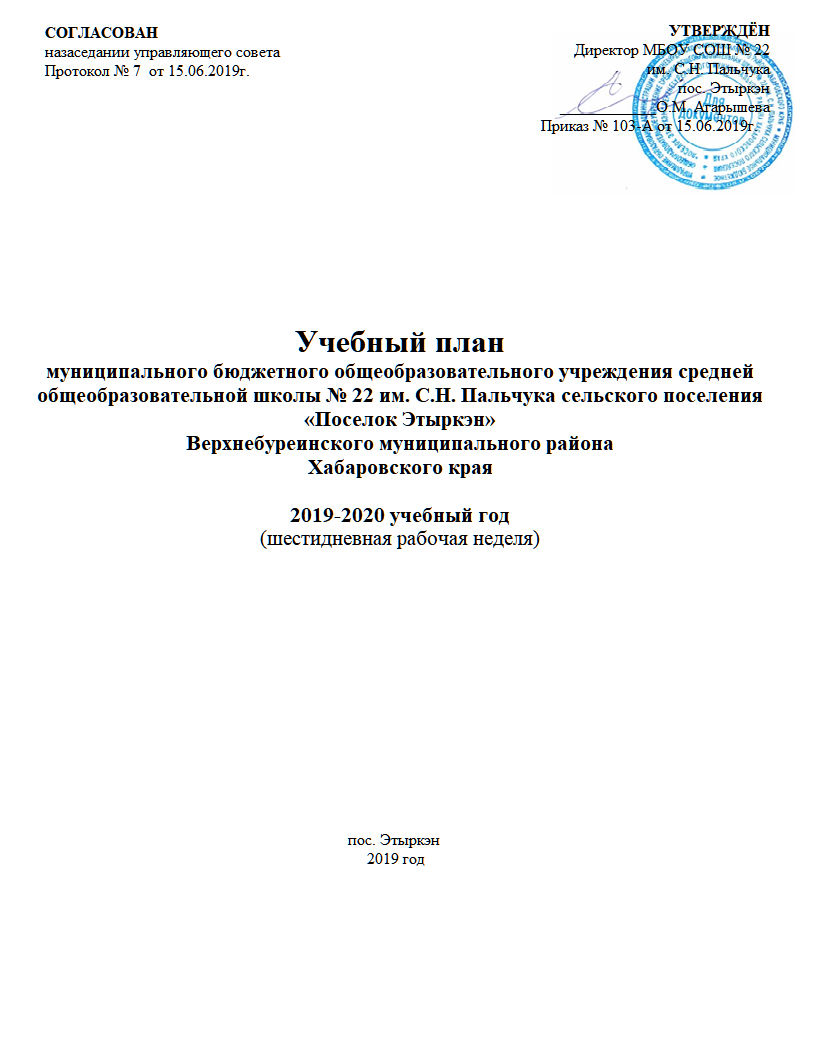 СОГЛАСОВАН
назаседании управляющего совета
Протокол № 7 от 15.06.2019г.
УТВЕРЖДЁН
Директор МБОУ СОШ № 22
им. С.Н. Пальчука
пос. Этыркэн
____________О.М. Агарышева
Приказ № 103-А от 15.06.2019г.
Для
документов
Учебный план
муниципального бюджетного общеобразовательного учреждения средней
общеобразовательной школы № 22 им. С.Н. Пальчука сельского поселения
«Поселок Этыркэн»
Верхнебуреинского муниципального района
Хабаровского края
2019-2020 учебный год
(шестидневная рабочая неделя)
пос. Этыркэн
2019 год